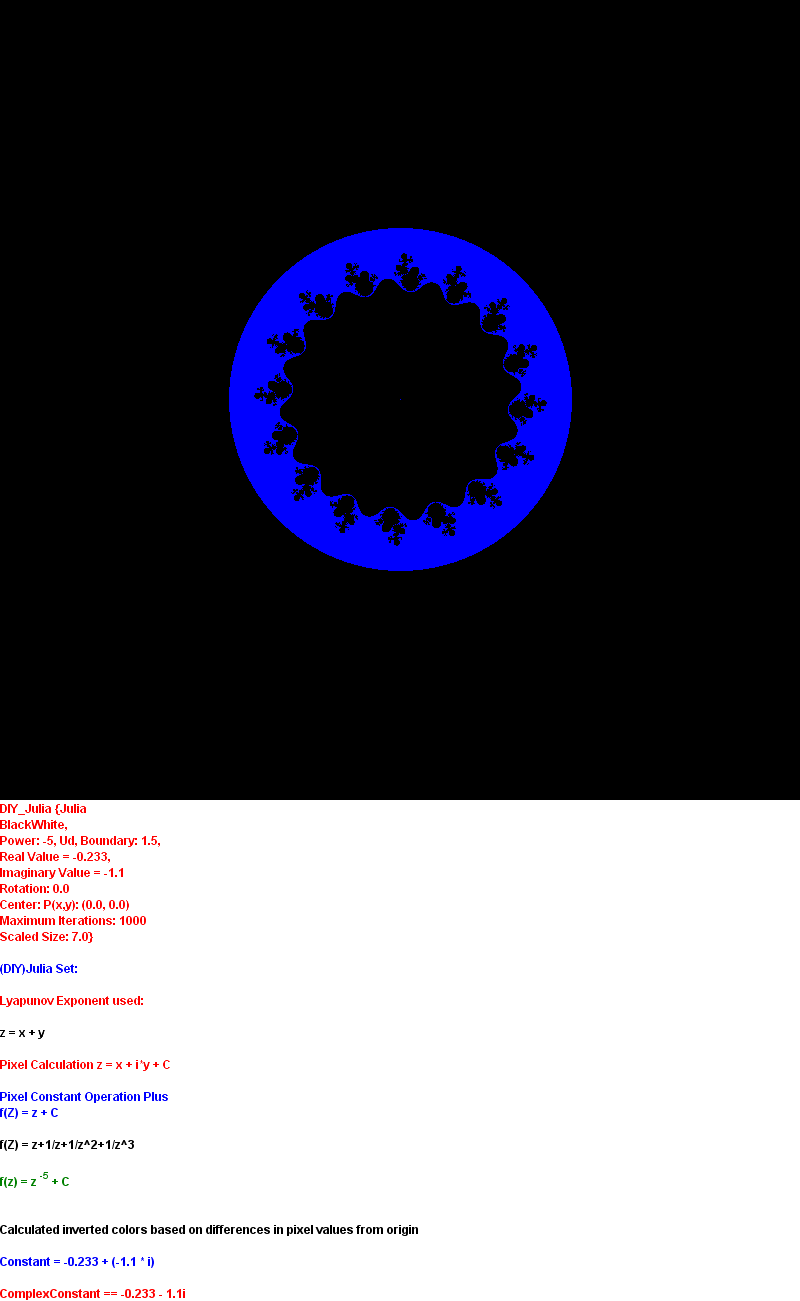 DIY_Julia {Julia
BlackWhite,
Power: -5, Ud, Boundary: 1.5,
Real Value = -0.233,
Imaginary Value = -1.1
Rotation: 0.0
Center: P(x,y): (0.0, 0.0)
Maximum Iterations: 1000
Scaled Size: 7.0}
(DIY)Julia Set:
Lyapunov Exponent used:
z = x + y
Pixel Calculation z = x + i*y + C
Pixel Constant Operation Plus
f(Z) = z + C
f(Z) = z+1/z+1/z^2+1/z^3
f(z) = z -5 + C
Calculated inverted colors based on differences in pixel values from origin
Constant = -0.233 + (-1.1 * i)
ComplexConstant == -0.233 - 1.1i